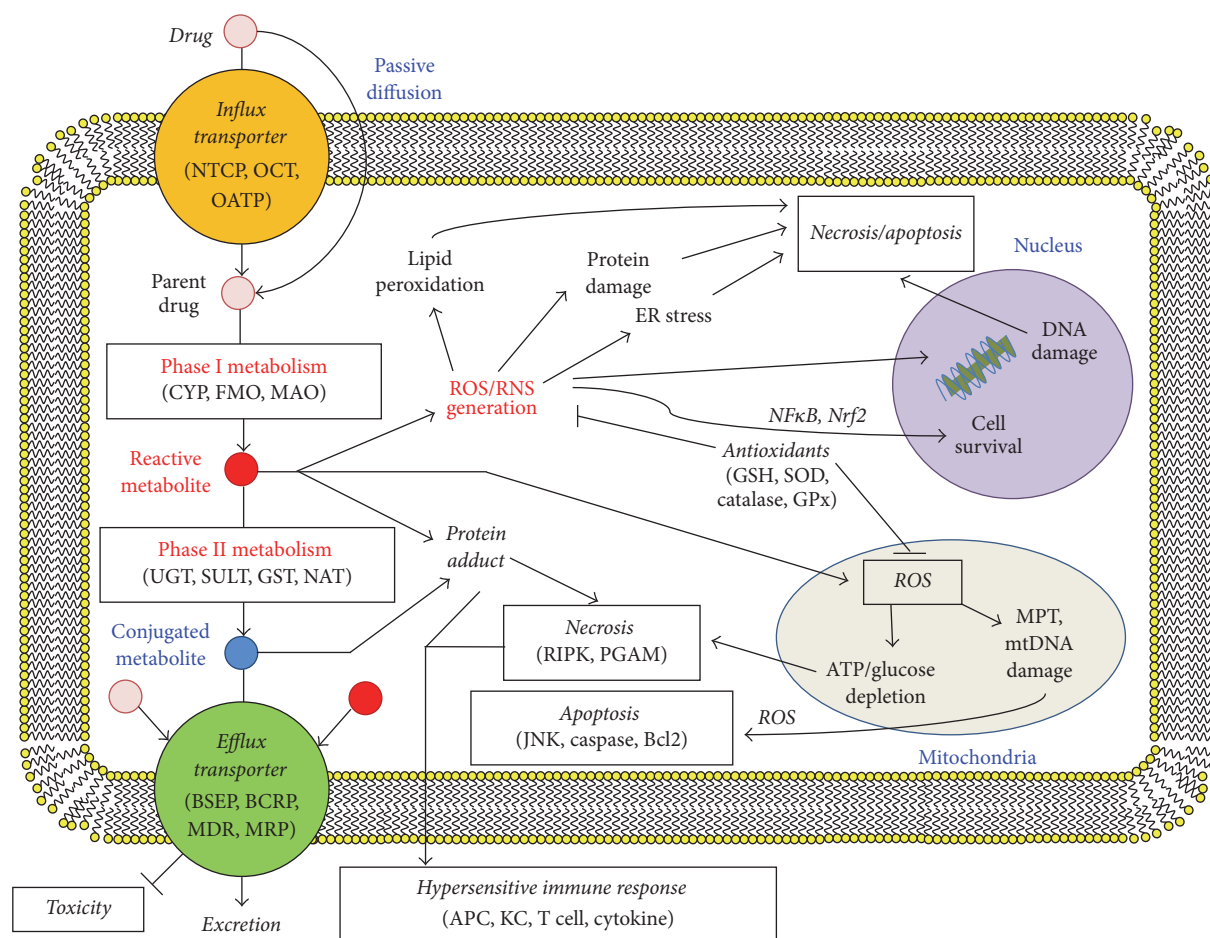 Drug
Passive
diffusion
Influx
transporter
(NTCP, OCT,
OATP)
Parent
drug
Phase I metabolism
(CYP, FMO, MAO)
Reactive
metabolite
Phase II metabolism
(UGT, SULT, GST, NAT)
Conjugated
metabolite
Efflux
transporter
(BSEP, BCRP,
MDR, MRP)
Toxicity
Excretion
Lipid
peroxidation
Protein
damage
ER stress
Necrosis/apoptosis
ROS/RNS
generation
Nucleus
DNA
damage
NFκB, Nrf2
Cell
survival
Antioxidants
(GSH, SOD,
catalase, GPx)
Protein
adduct
ROS
MPT,
mtDNA
damage
ATP/glucose
depletion
Necrosis
(RIPK, PGAM)
Apoptosis
(JNK, caspase, Bcl2)
ROS
Mitochondria
Hypersensitive immune response
(APC, KC, T cell, cytokine)